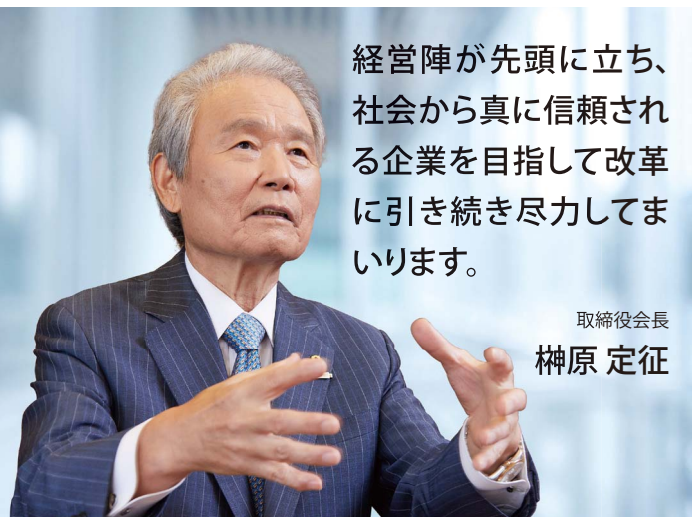 経営陣が先頭に立ち、
社会から真に信頼され
る企業を目指して改革
に引き続き尽力してま
いります。
取締役会長
榊原 定征